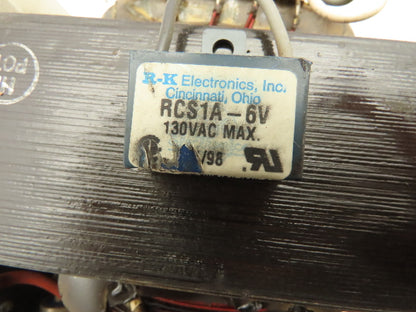 R-K Electronics, Inc.
Cincinnati, Ohio
RCS1A-6V
130VAC MAX.
/98